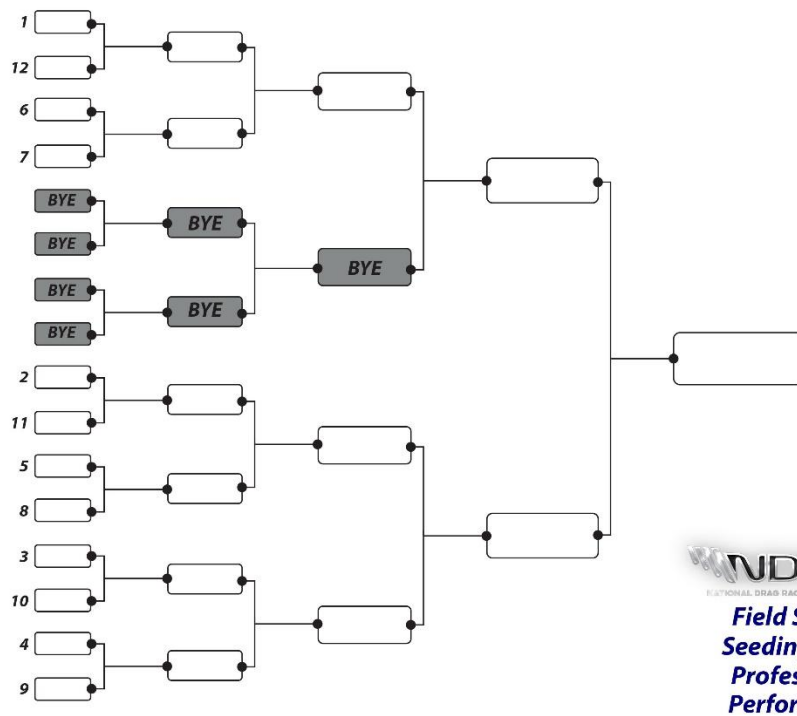 1
12
6
7
BYE
BYE
BYE
BYE
BYE
BYE
BYE
2
11
5
8
3
10
4
9
ND
NATIONAL DRAG RAC
Field S
Seedin
Profes
Perfor